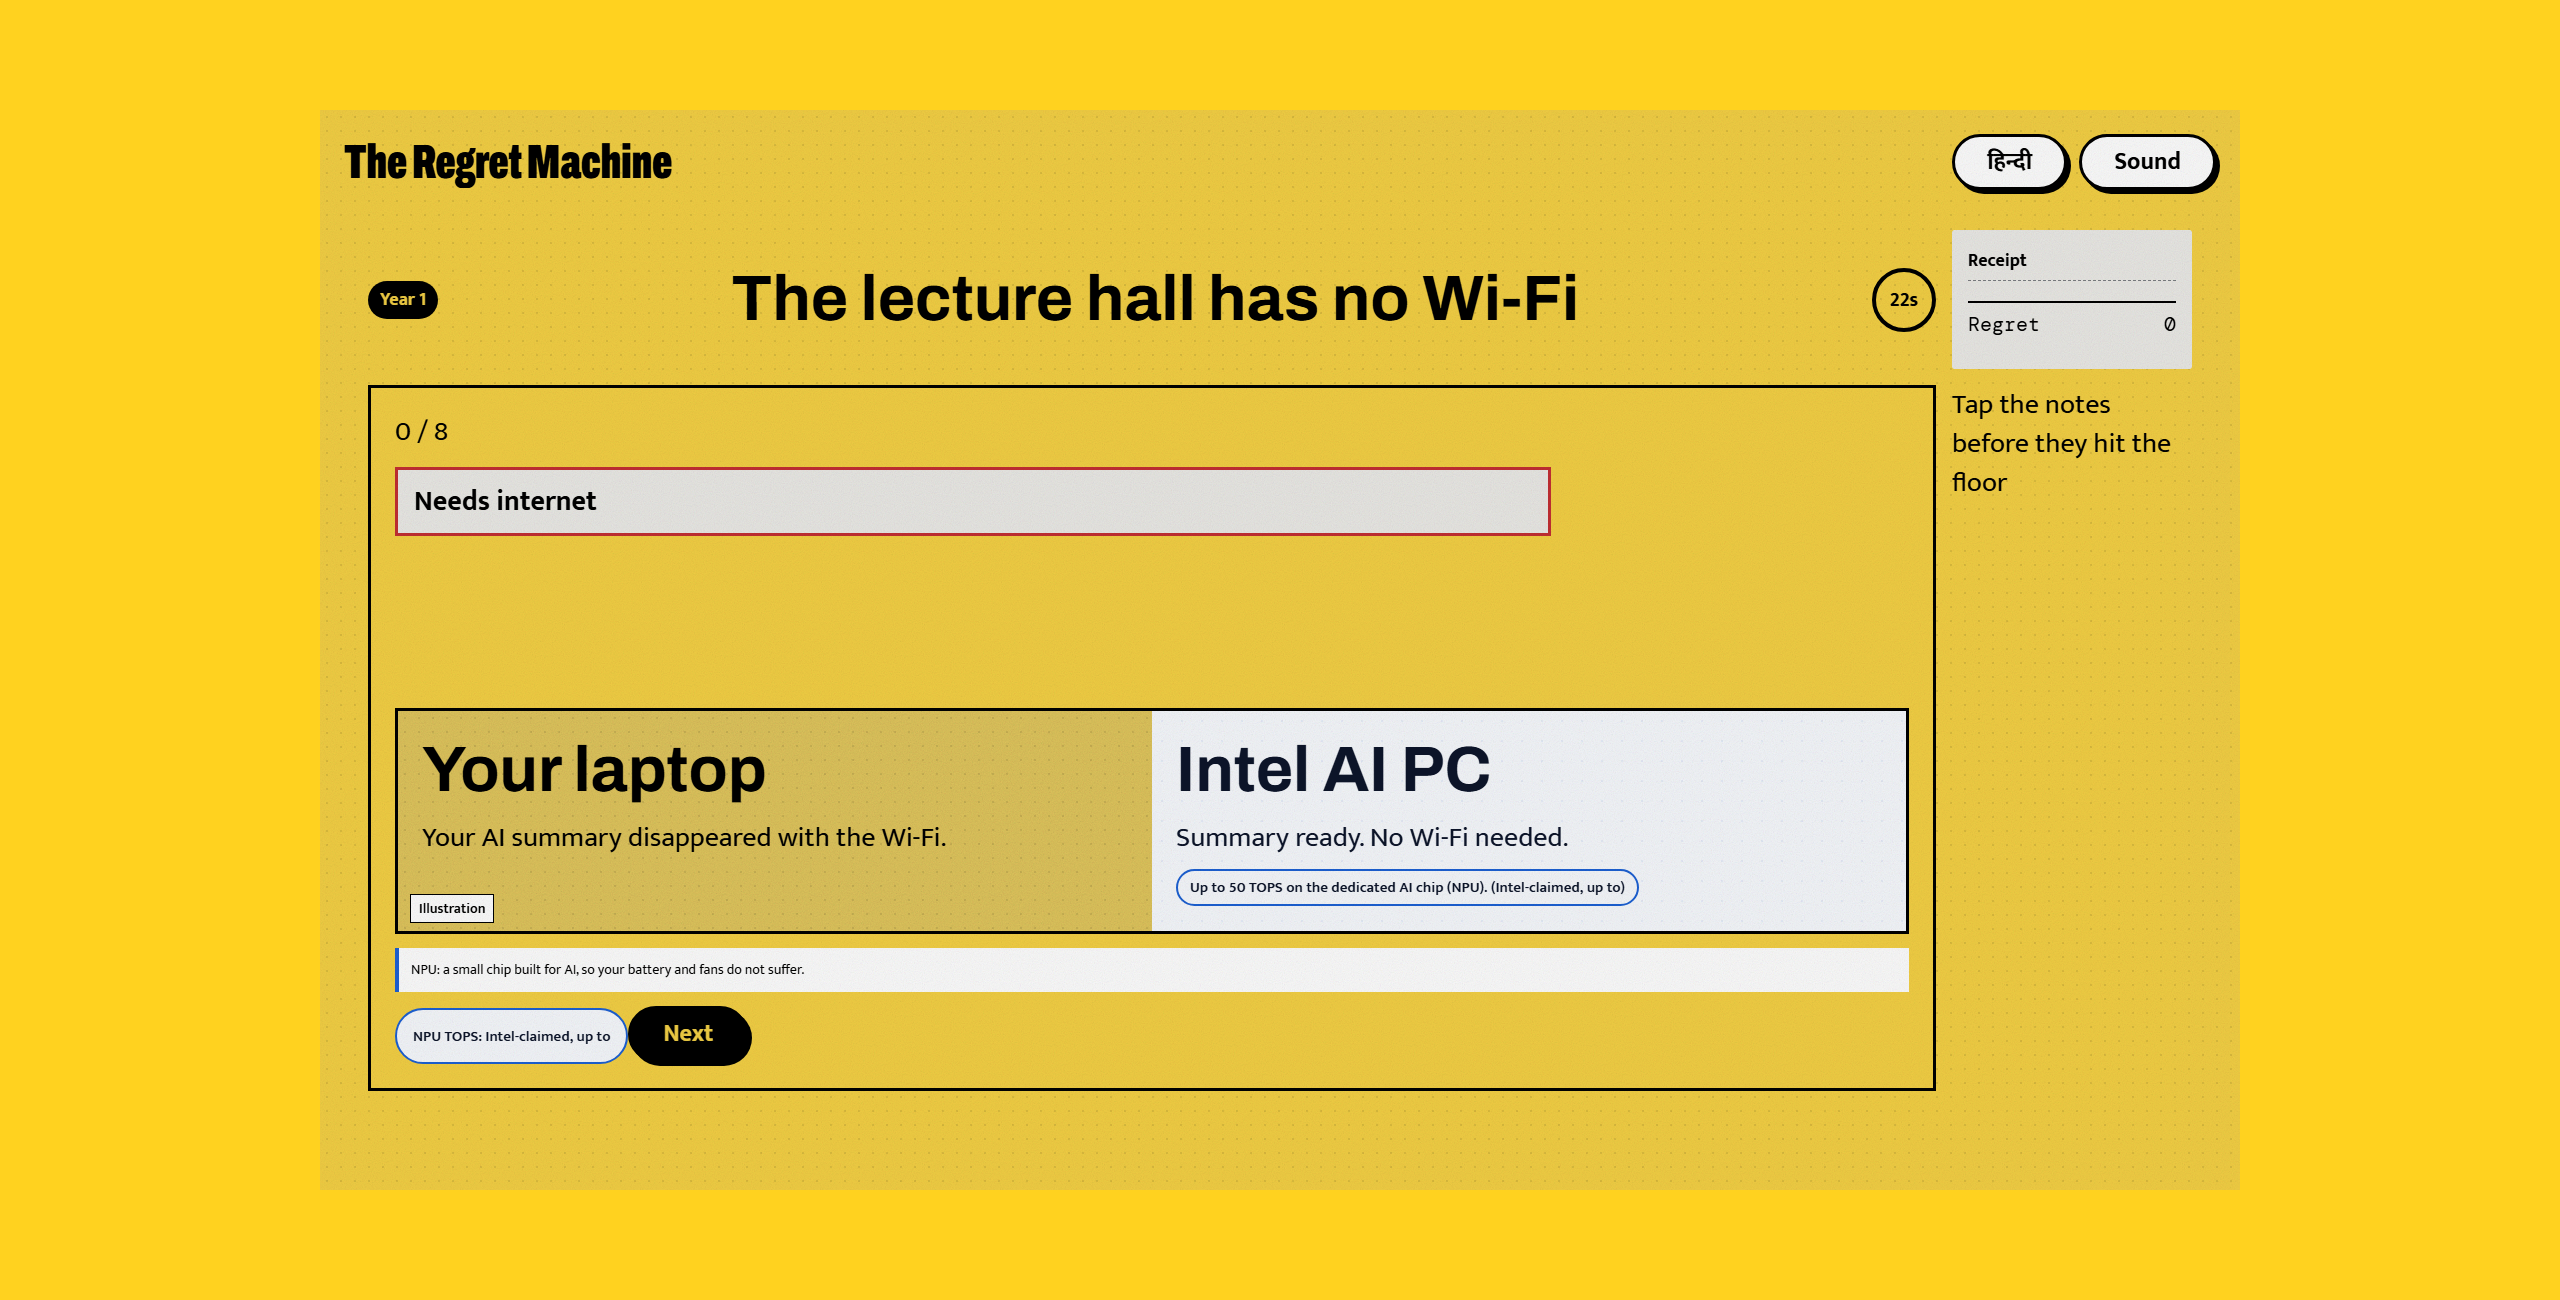 The Regret Machine
हिन्दी
Sound
Year 1
The lecture hall has no Wi-Fi
22s
Receipt
Regret 0
Tap the notes
before they hit the
floor
0 / 8
Needs internet
Your laptop
Your AI summary disappeared with the Wi-Fi.
Illustration
Intel AI PC
Summary ready. No Wi-Fi needed.
Up to 50 TOPS on the dedicated AI chip (NPU). (Intel-claimed, up to)
NPU: a small chip built for AI, so your battery and fans do not suffer.
NPU TOPS: Intel-claimed, up to
Next